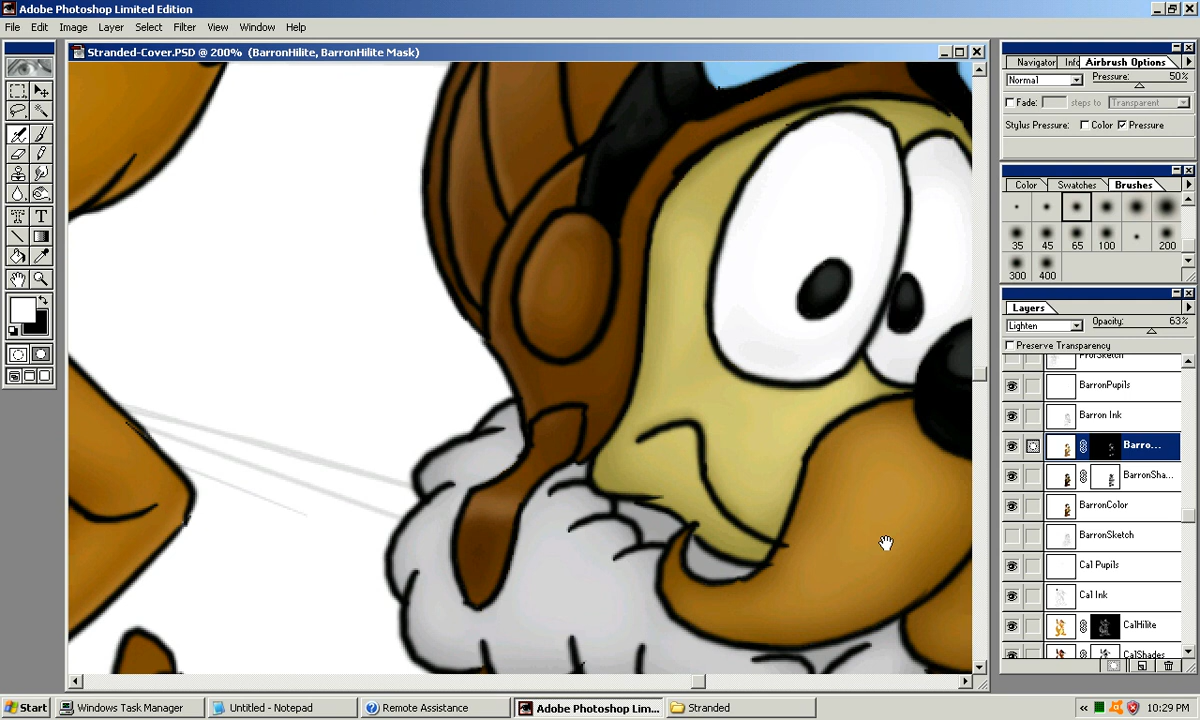 Adobe Photoshop Limited Edition
File Edit Image Layer Select Filter View Window Help
Stranded-Cover.PSD @ 200% (BarronHilite, BarronHilite Mask)
Navigator Info Airbrush Options
Normal Pressure: 50%
Fade: steps to Transparent
Stylus Pressure: Color Pressure
Color Swatches Brushes
35 45 65 100 200
300 400
Layers
Lighten Opacity: 63%
Preserve Transparency
ProfSketch
BarronPupils
Barron Ink
Barro...
BarronSha...
BarronColor
BarronSketch
Cal Pupils
Cal Ink
CalHilite
CalShades
Start Windows Task Manager Untitled - Notepad Remote Assistance Adobe Photoshop Lim... Stranded 10:29 PM